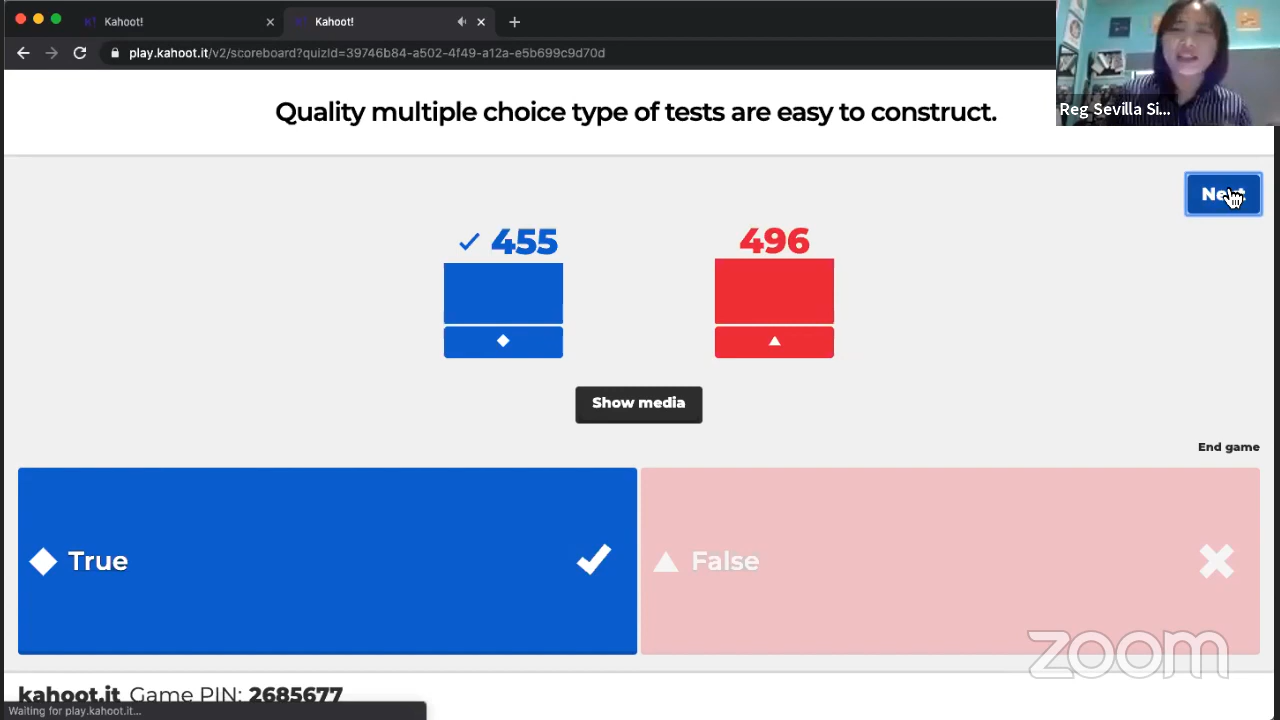 Kahoot!
Kahoot!
play.kahoot.it/v2/scoreboard?quizId=39746b84-a502-4f49-a12a-e5b699c9d70d
Reg Sevilla Si...
Quality multiple choice type of tests are easy to construct.
Next
455
496
Show media
End game
True
False
zoom
kahoot.it Game PIN: 2685677
Waiting for play.kahoot.it...